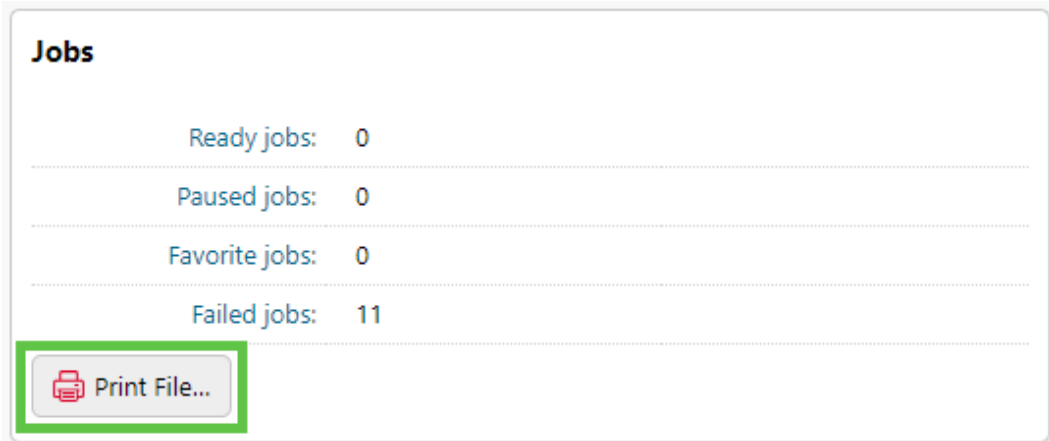 Jobs
Ready jobs: 0
Paused jobs: 0
Favorite jobs: 0
Failed jobs: 11
Print File...